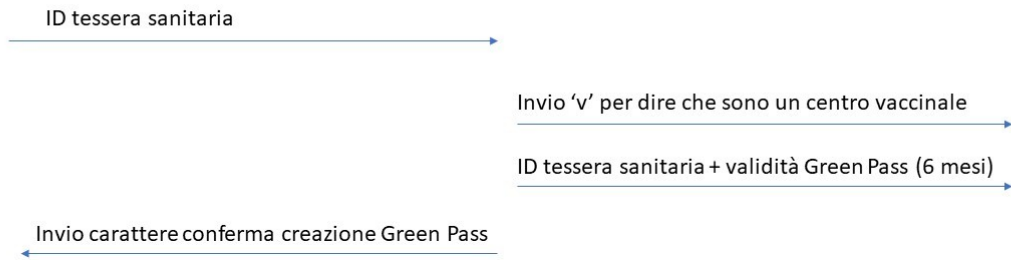 ID tessera sanitaria
Invio ‘v’ per dire che sono un centro vaccinale
ID tessera sanitaria + validità Green Pass (6 mesi)
Invio carattere conferma creazione Green Pass